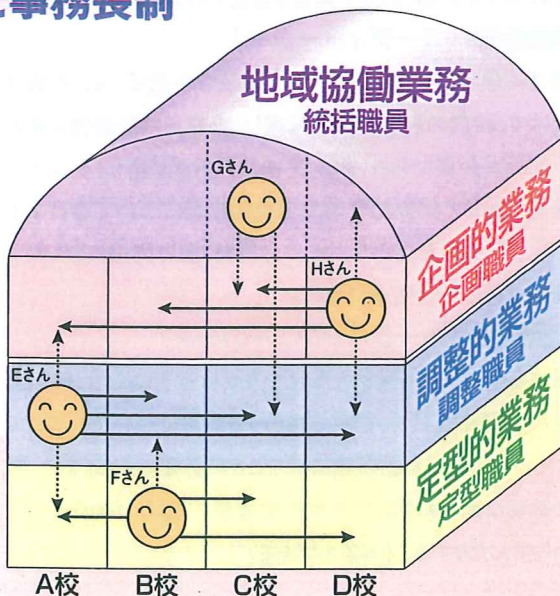 事務長制
地域協働業務
統括職員
Gさん
Hさん
企画的業務
企画職員
Eさん
調整的業務
調整職員
Fさん
定型的業務
定型職員
A校 B校 C校 D校